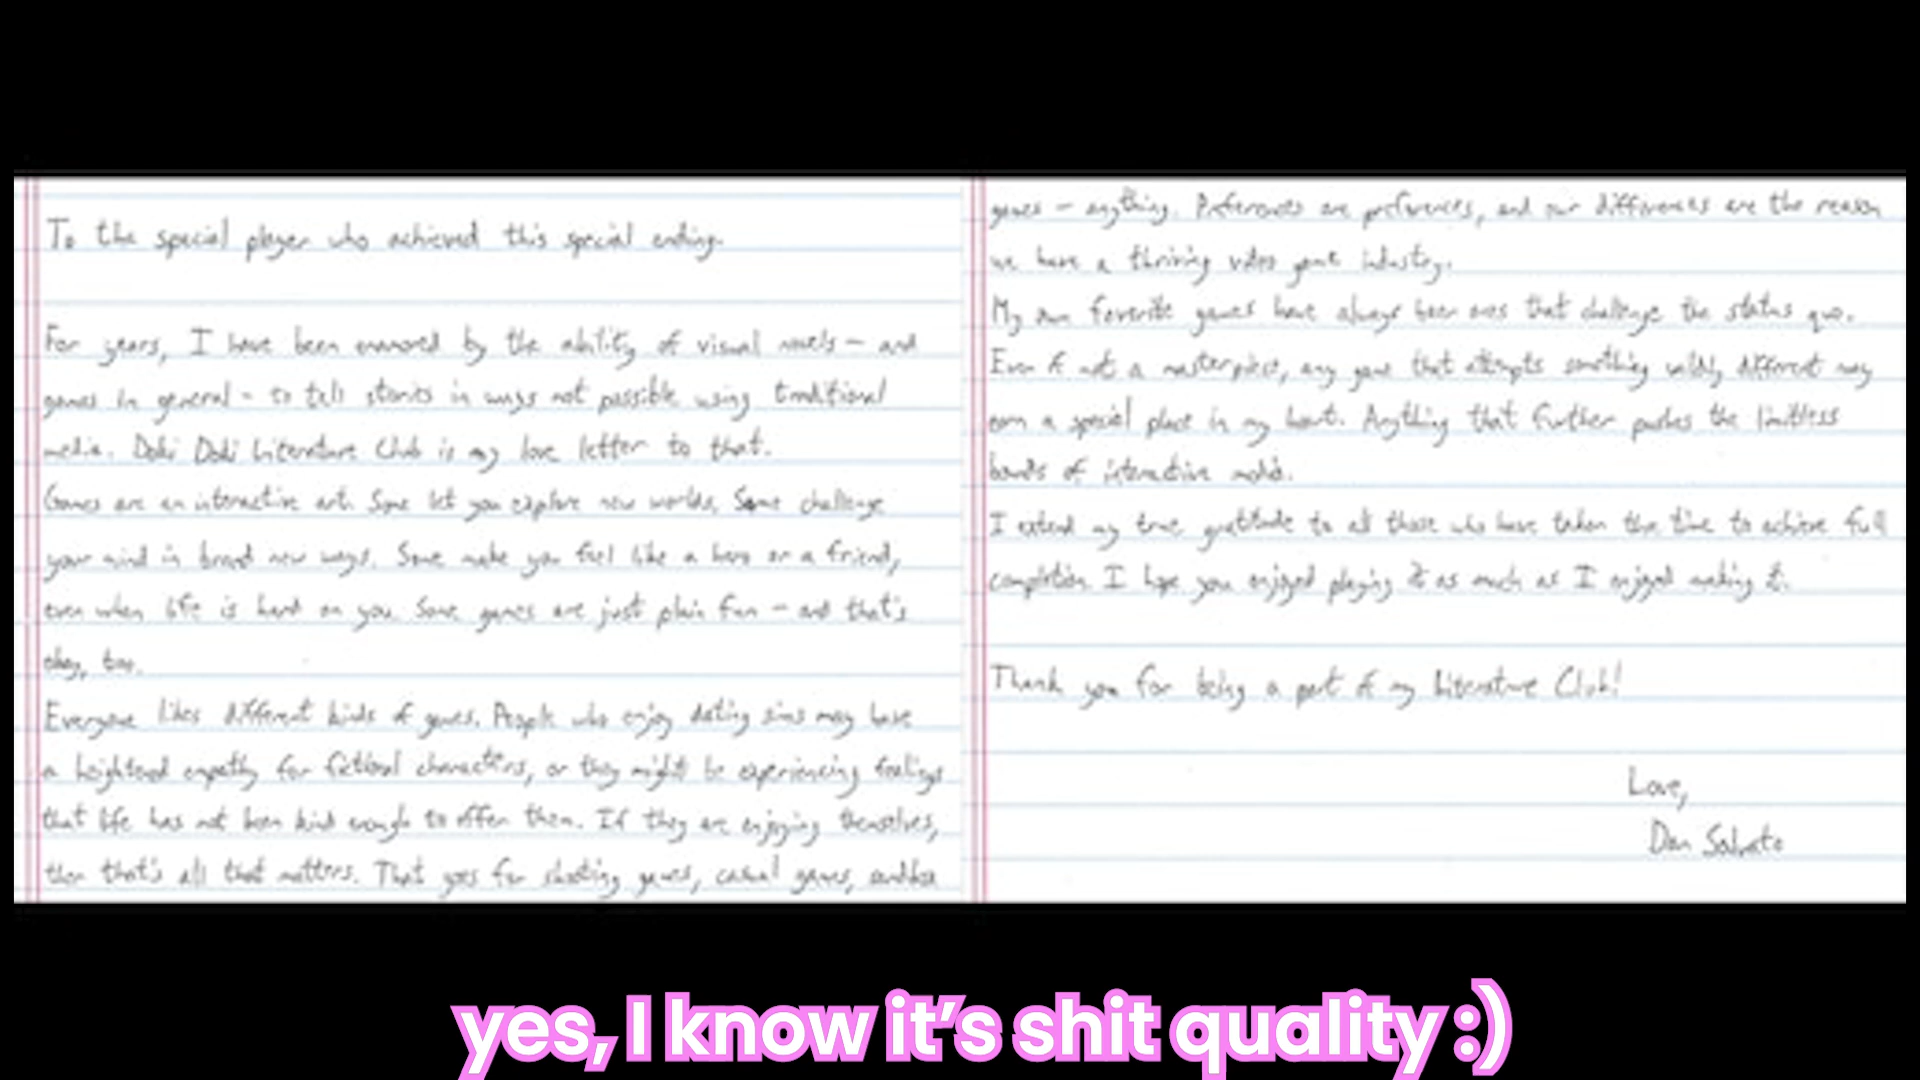 To the special player who achieved this special ending.
For years, I have been enamored by the ability of visual novels - and
games in general - to tell stories in ways not possible using traditional
media. Doki Doki Literature Club is my love letter to that.
Games are an interactive art. Some let you explore new worlds. Some challenge
your mind in brand new ways. Some make you feel like a hero or a friend,
even when life is hard on you. Some games are just plain fun - and that's
okay, too.
Everyone likes different kinds of games. People who enjoy dating sims may have
a heightened empathy for fictional characters, or they might be experiencing feelings
that life has not been kind enough to offer them. If they are enjoying themselves,
then that's all that matters. That goes for shooting games, casual games, sandbox
games - anything. Preferences are preferences, and our differences are the reason
we have a thriving video game industry.
My own favorite games have always been ones that challenge the status quo.
Even if not a masterpiece, any game that attempts something wildly different may
earn a special place in my heart. Anything that further pushes the limitless
bounds of interactive media.
I extend my true gratitude to all those who have taken the time to achieve full
completion. I hope you enjoyed playing it as much as I enjoyed making it.
Thank you for being a part of my Literature Club!
Love,
Dan Salvato
yes, I know it's shit quality :)